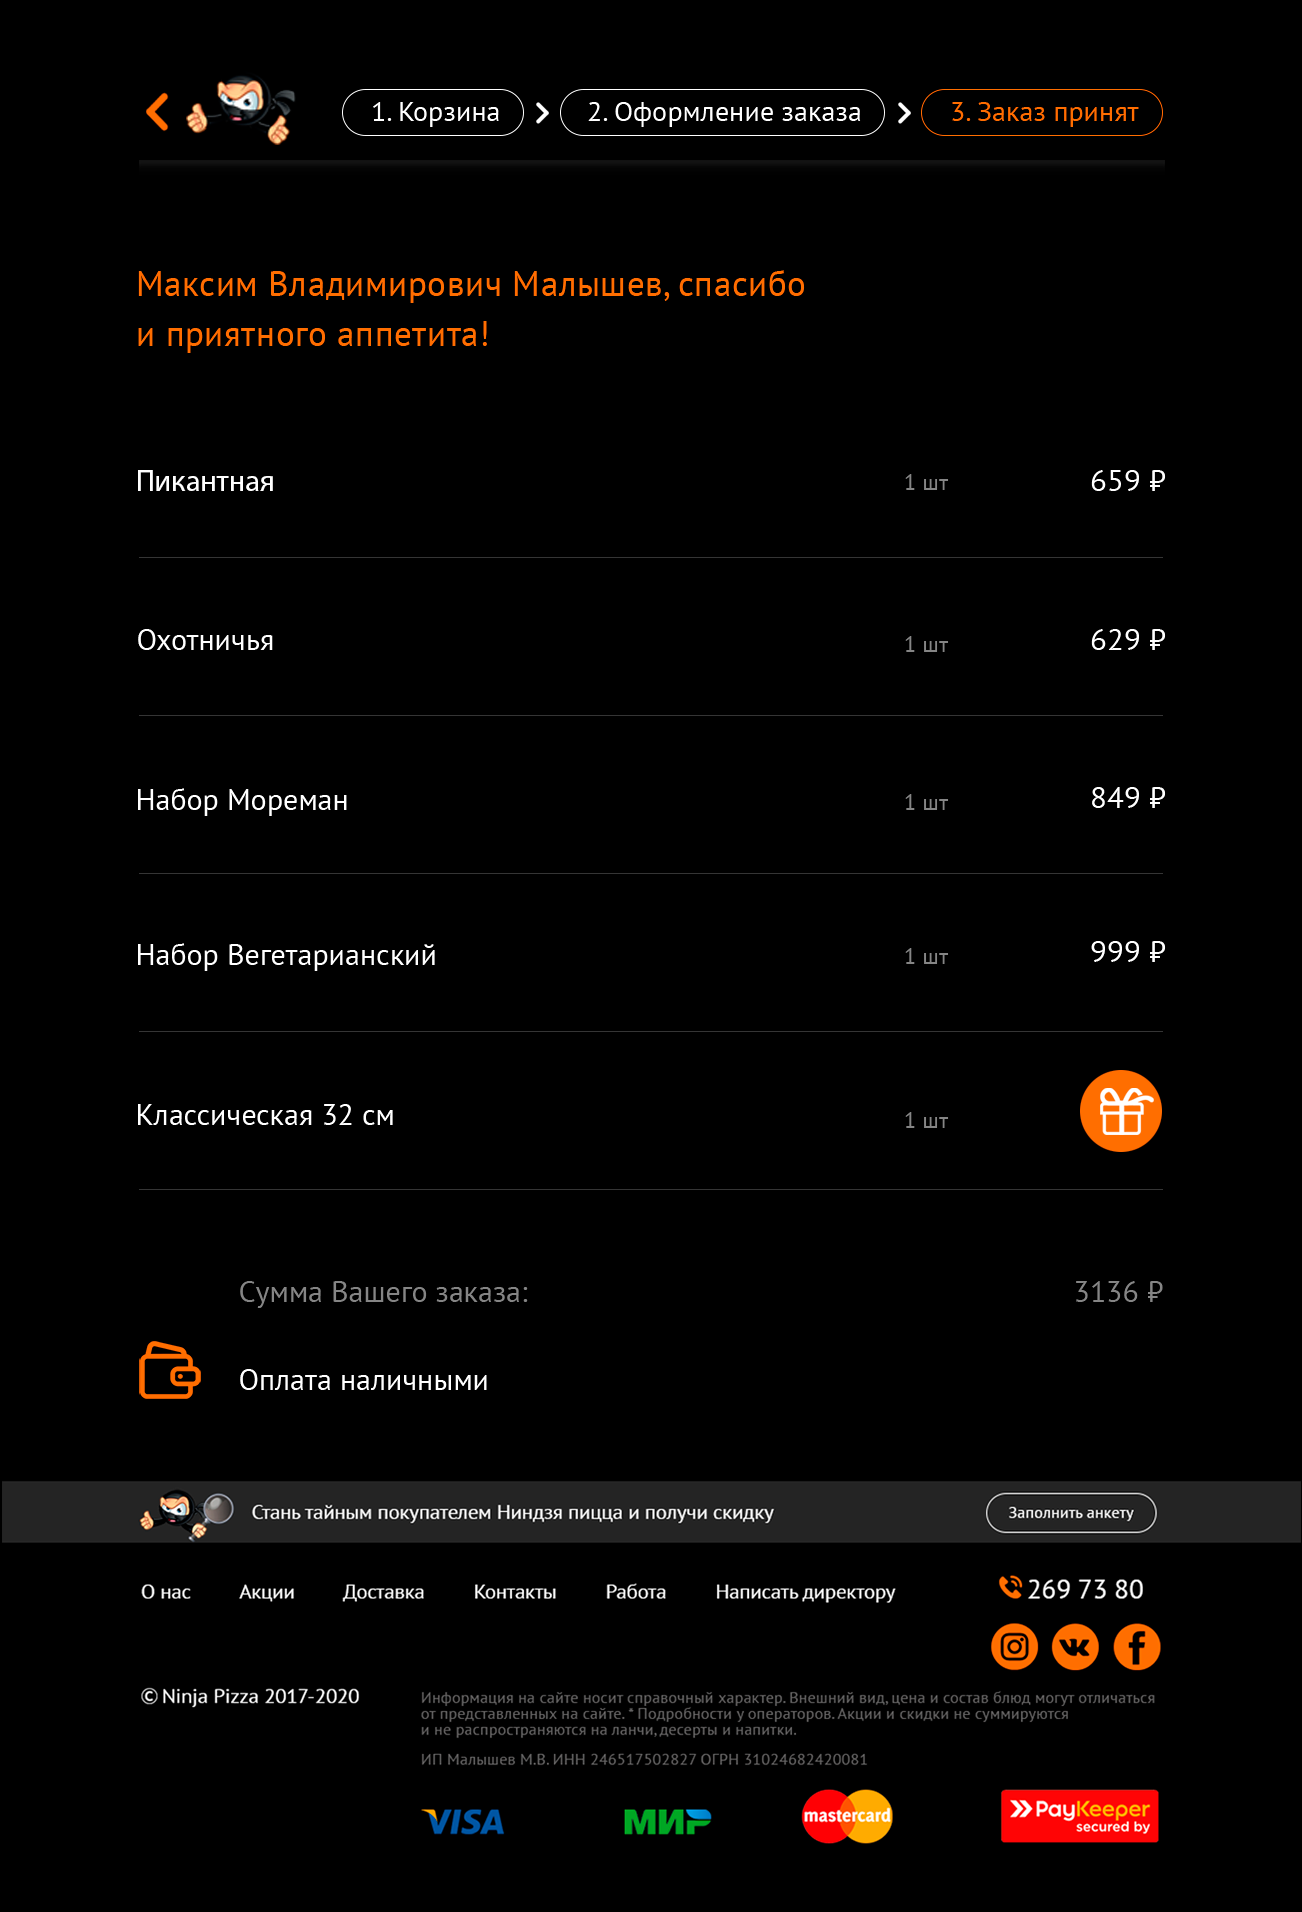 1. Корзина
2. Оформление заказа
3. Заказ принят
Максим Владимирович Малышев, спасибо
и приятного аппетита!
Пикантная 1 шт 659 ₽
Охотничья 1 шт 629 ₽
Набор Мореман 1 шт 849 ₽
Набор Вегетарианский 1 шт 999 ₽
Классическая 32 см 1 шт
Сумма Вашего заказа: 3136 ₽
Оплата наличными
Стань тайным покупателем Ниндзя пицца и получи скидку
Заполнить анкету
О нас Акции Доставка Контакты Работа Написать директору
269 73 80
© Ninja Pizza 2017-2020
Информация на сайте носит справочный характер. Внешний вид, цена и состав блюд могут отличаться
от представленных на сайте. * Подробности у операторов. Акции и скидки не суммируются
и не распространяются на ланчи, десерты и напитки.
ИП Малышев М.В. ИНН 246517502827 ОГРН 31024682420081
VISA
МИР
mastercard
PayKeeper
secured by